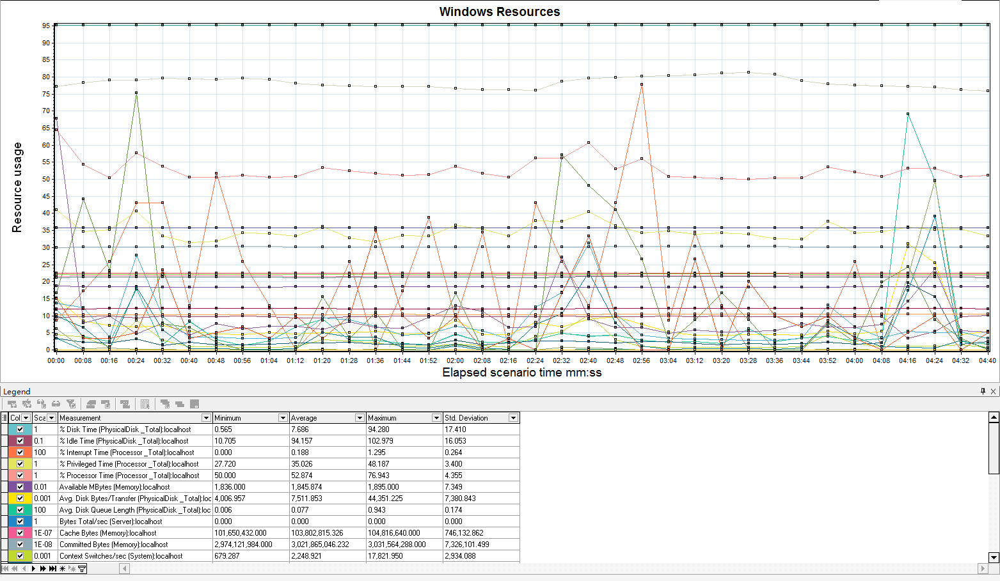 Windows Resources
95
90
85
80
75
70
65
60
55
50
45
40
35
30
25
20
15
10
5
0
Resource usage
00:00 00:08 00:16 00:24 00:32 00:40 00:48 00:56 01:04 01:12 01:20 01:28 01:36 01:44 01:52 02:00 02:08 02:16 02:24 02:32 02:40 02:48 02:56 03:04 03:12 03:20 03:28 03:36 03:44 03:52 04:00 04:08 04:16 04:24 04:32 04:40
Elapsed scenario time mm:ss
Legend
Col Sca Measurement Minimum Average Maximum Std. Deviation
1 % Disk Time (PhysicalDisk _Total):localhost 0.565 7.686 94.280 17.410
0.1 % Idle Time (PhysicalDisk _Total):localhost 10.705 94.157 102.979 16.053
100 % Interrupt Time (Processor _Total):localhost 0.000 0.188 1.295 0.264
1 % Privileged Time (Processor _Total):localhost 27.720 35.026 48.187 3.400
1 % Processor Time (Processor _Total):localhost 50.000 52.874 76.943 4.355
0.01 Available MBytes (Memory):localhost 1,836.000 1,845.874 1,895.000 7.349
0.001 Avg. Disk Bytes/Transfer (PhysicalDisk _Total):loc 4,006.957 7,511.853 44,351.225 7,380.843
100 Avg. Disk Queue Length (PhysicalDisk _Total):loc 0.006 0.077 0.943 0.174
1 Bytes Total/sec (Server):localhost 0.000 0.000 0.000 0.000
1E-07 Cache Bytes (Memory):localhost 101,650,432.000 103,802,815.326 104,816,640.000 746,132.862
1E-08 Committed Bytes (Memory):localhost 2,974,121,984.000 3,021,865,046.232 3,031,564,288.000 7,326,101.499
0.001 Context Switches/sec (System):localhost 679.287 2,248.921 17,821.950 2,934.088